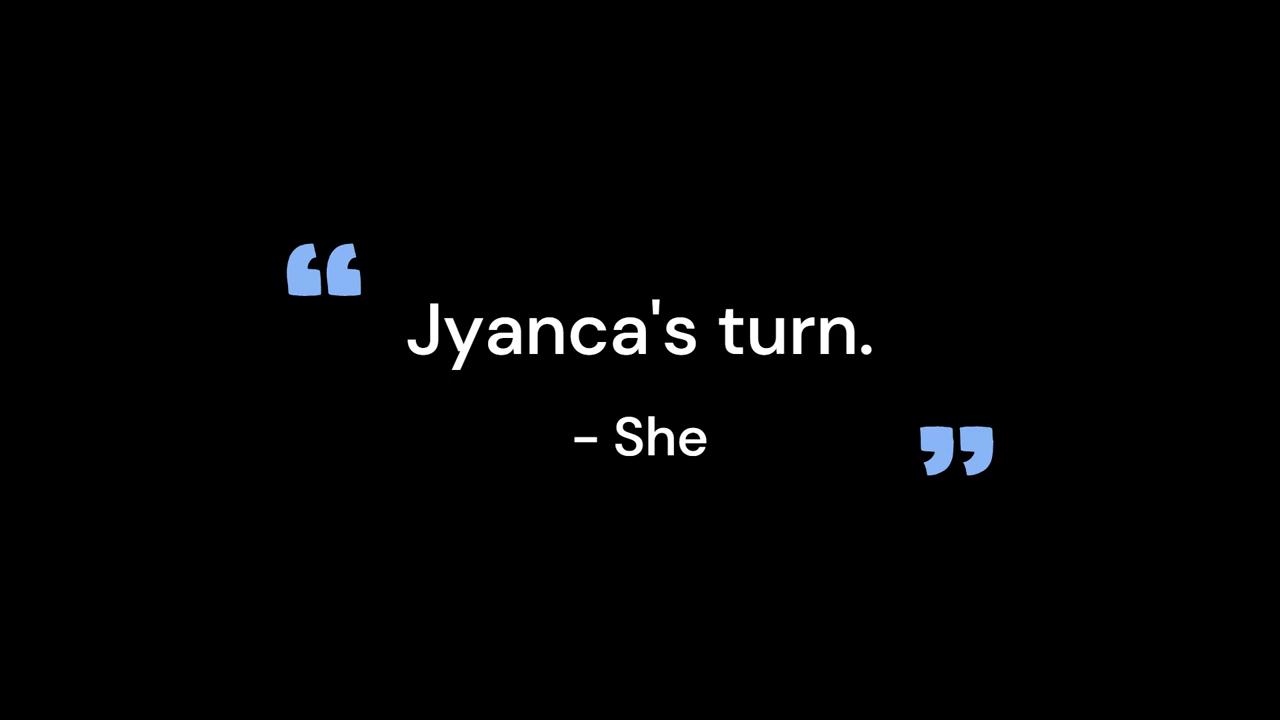 “
Jyanca's turn.
- She
”